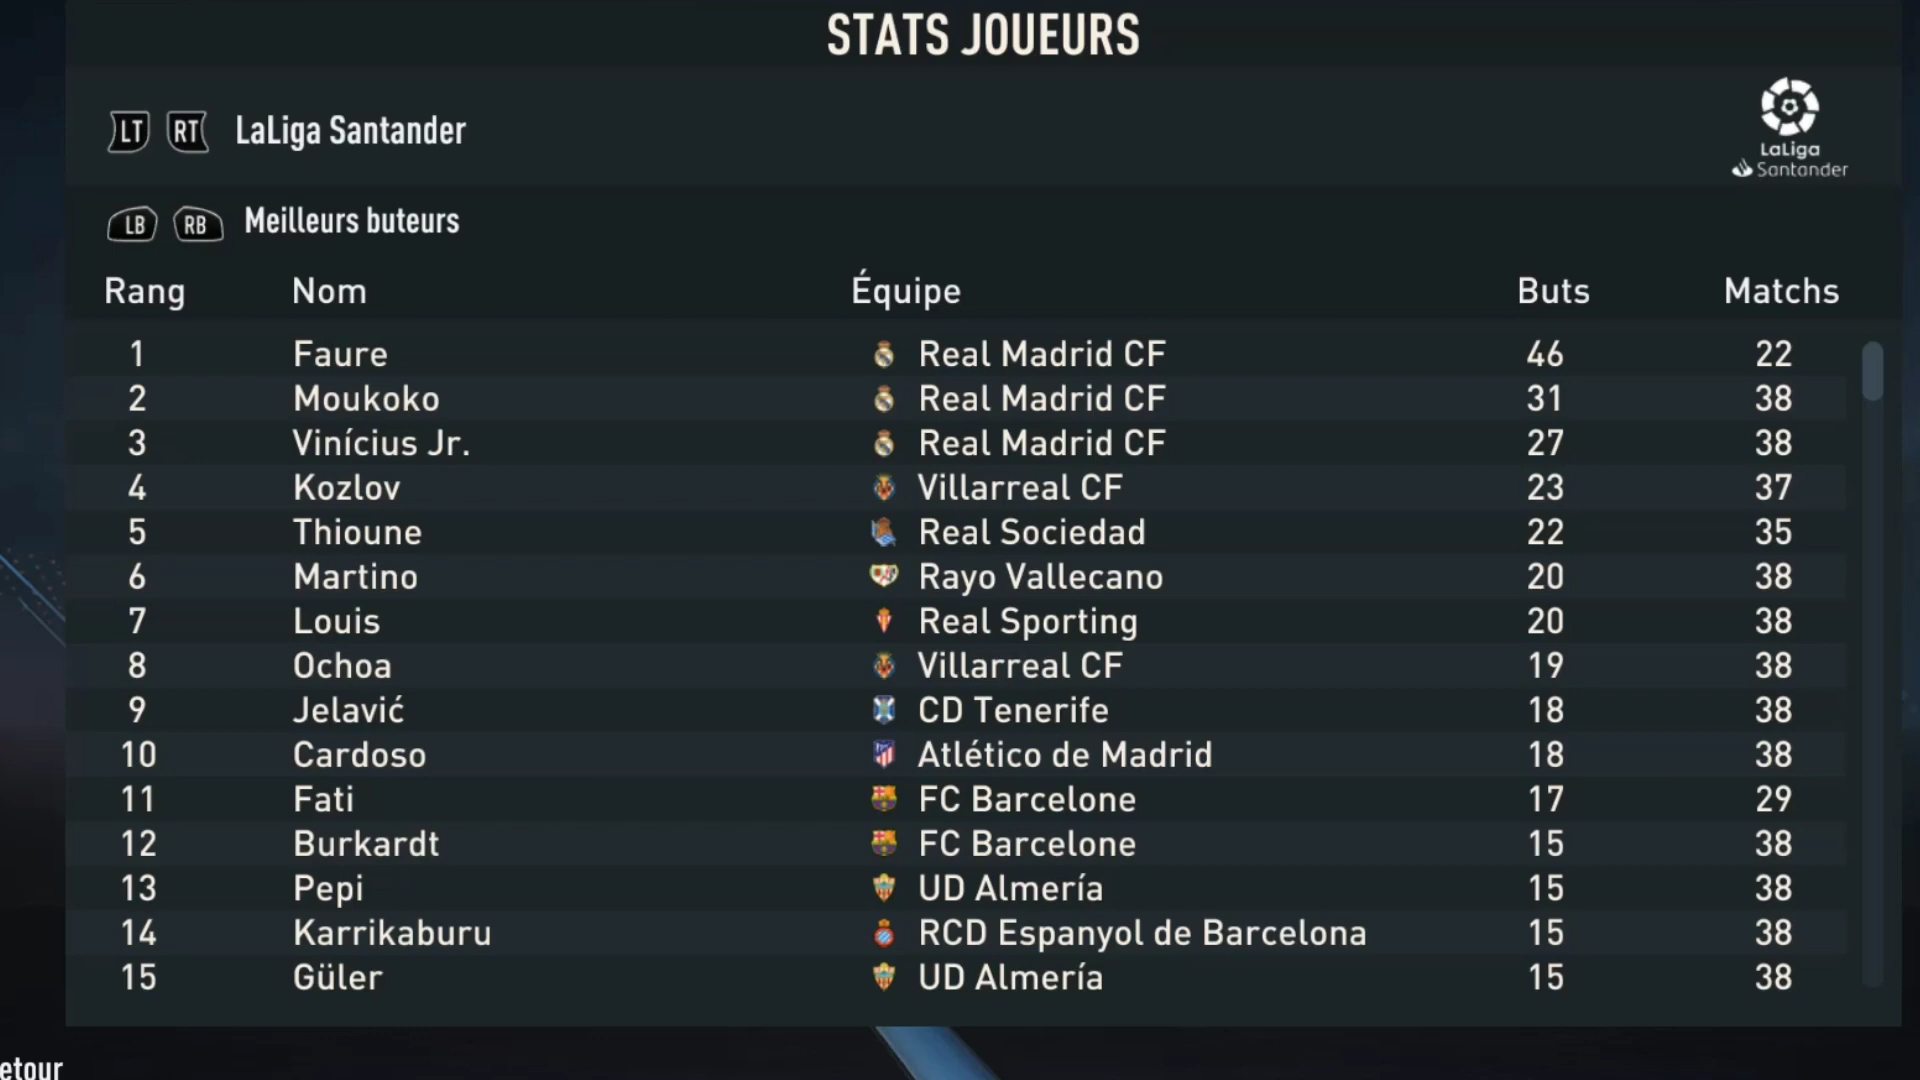 STATS JOUEURS
LT RT LaLiga Santander
LaLiga
Santander
LB RB Meilleurs buteurs
Rang Nom Équipe Buts Matchs
1 Faure Real Madrid CF 46 22
2 Moukoko Real Madrid CF 31 38
3 Vinícius Jr. Real Madrid CF 27 38
4 Kozlov Villarreal CF 23 37
5 Thioune Real Sociedad 22 35
6 Martino Rayo Vallecano 20 38
7 Louis Real Sporting 20 38
8 Ochoa Villarreal CF 19 38
9 Jelavić CD Tenerife 18 38
10 Cardoso Atlético de Madrid 18 38
11 Fati FC Barcelone 17 29
12 Burkardt FC Barcelone 15 38
13 Pepi UD Almería 15 38
14 Karrikaburu RCD Espanyol de Barcelona 15 38
15 Güler UD Almería 15 38
etour